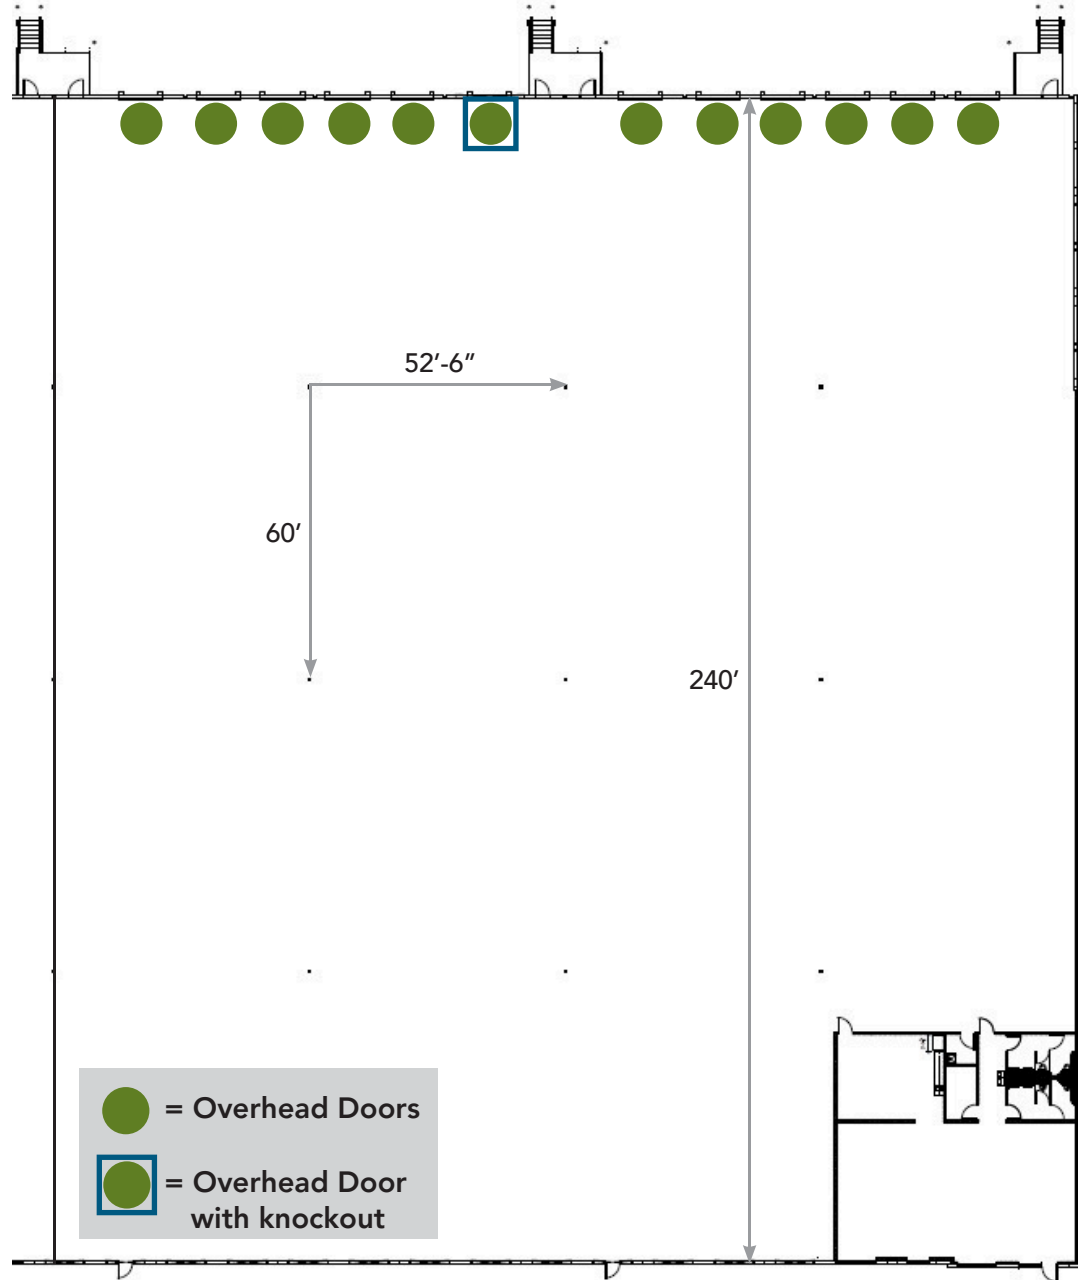 52′-6″
60′
240′
= Overhead Doors
= Overhead Door
with knockout